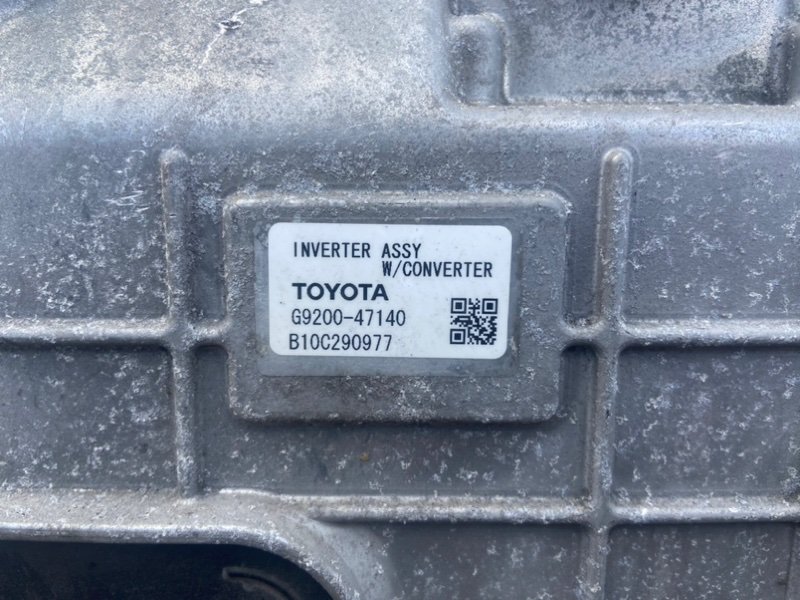 INVERTER ASSY
W/CONVERTER
TOYOTA
G9200-47140
B10C290977